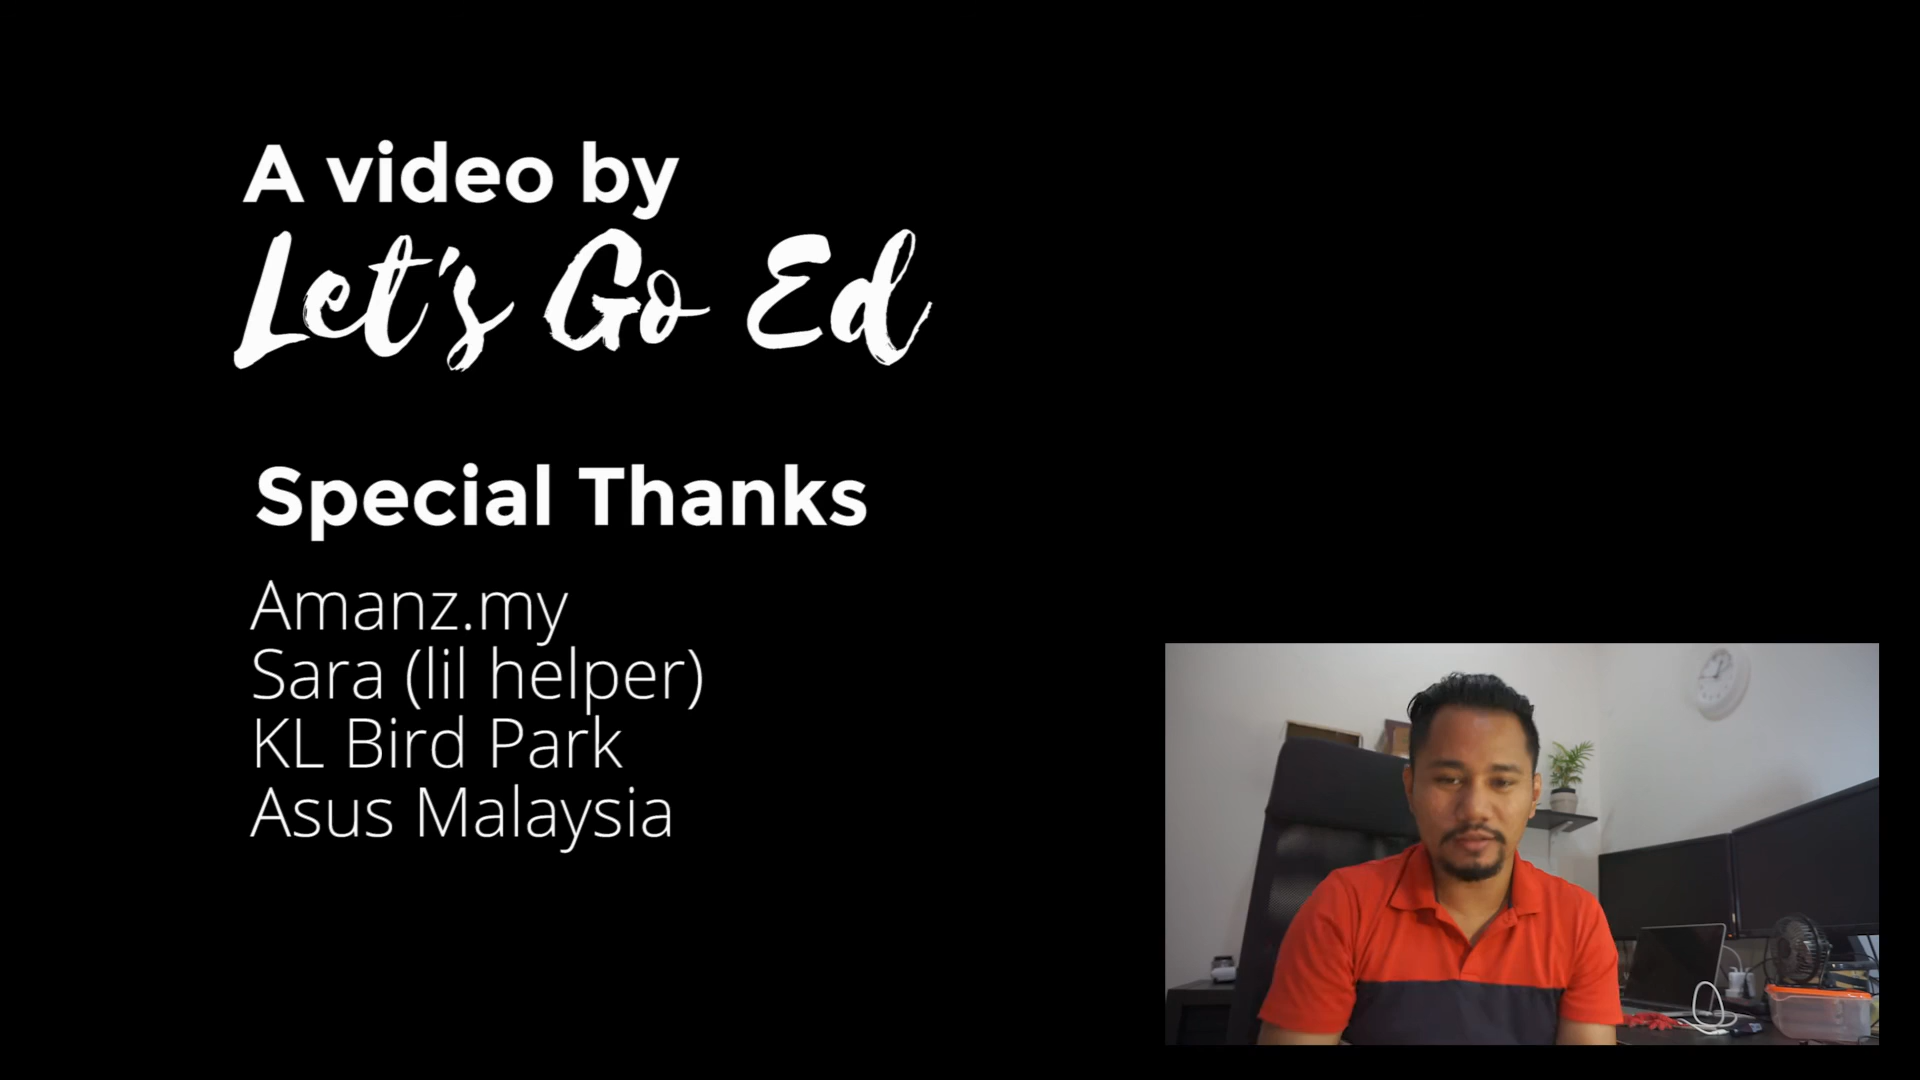 A video by
Let's Go Ed
Special Thanks
Amanz.my
Sara (lil helper)
KL Bird Park
Asus Malaysia